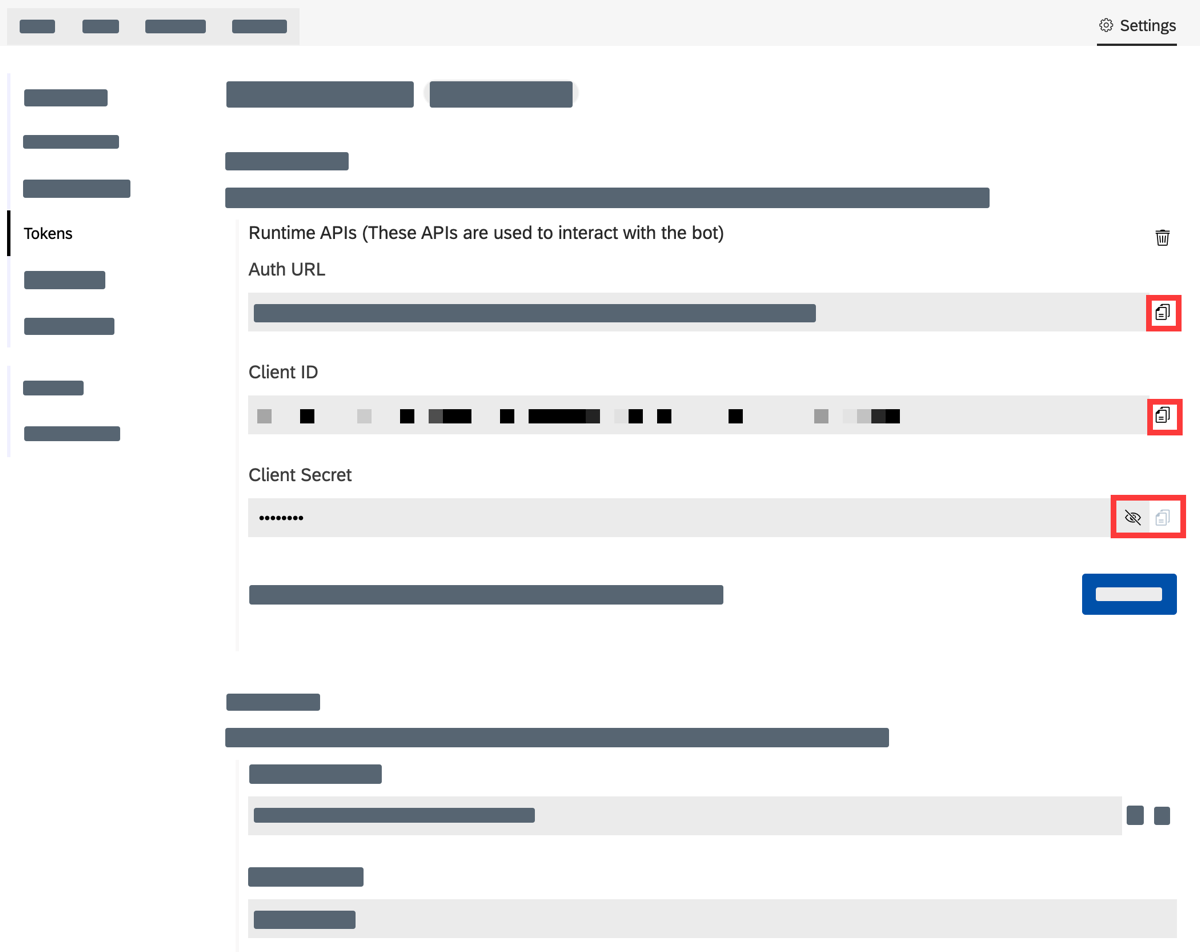 Settings
Tokens
Runtime APIs (These APIs are used to interact with the bot)
Auth URL
Client ID
Client Secret
••••••••